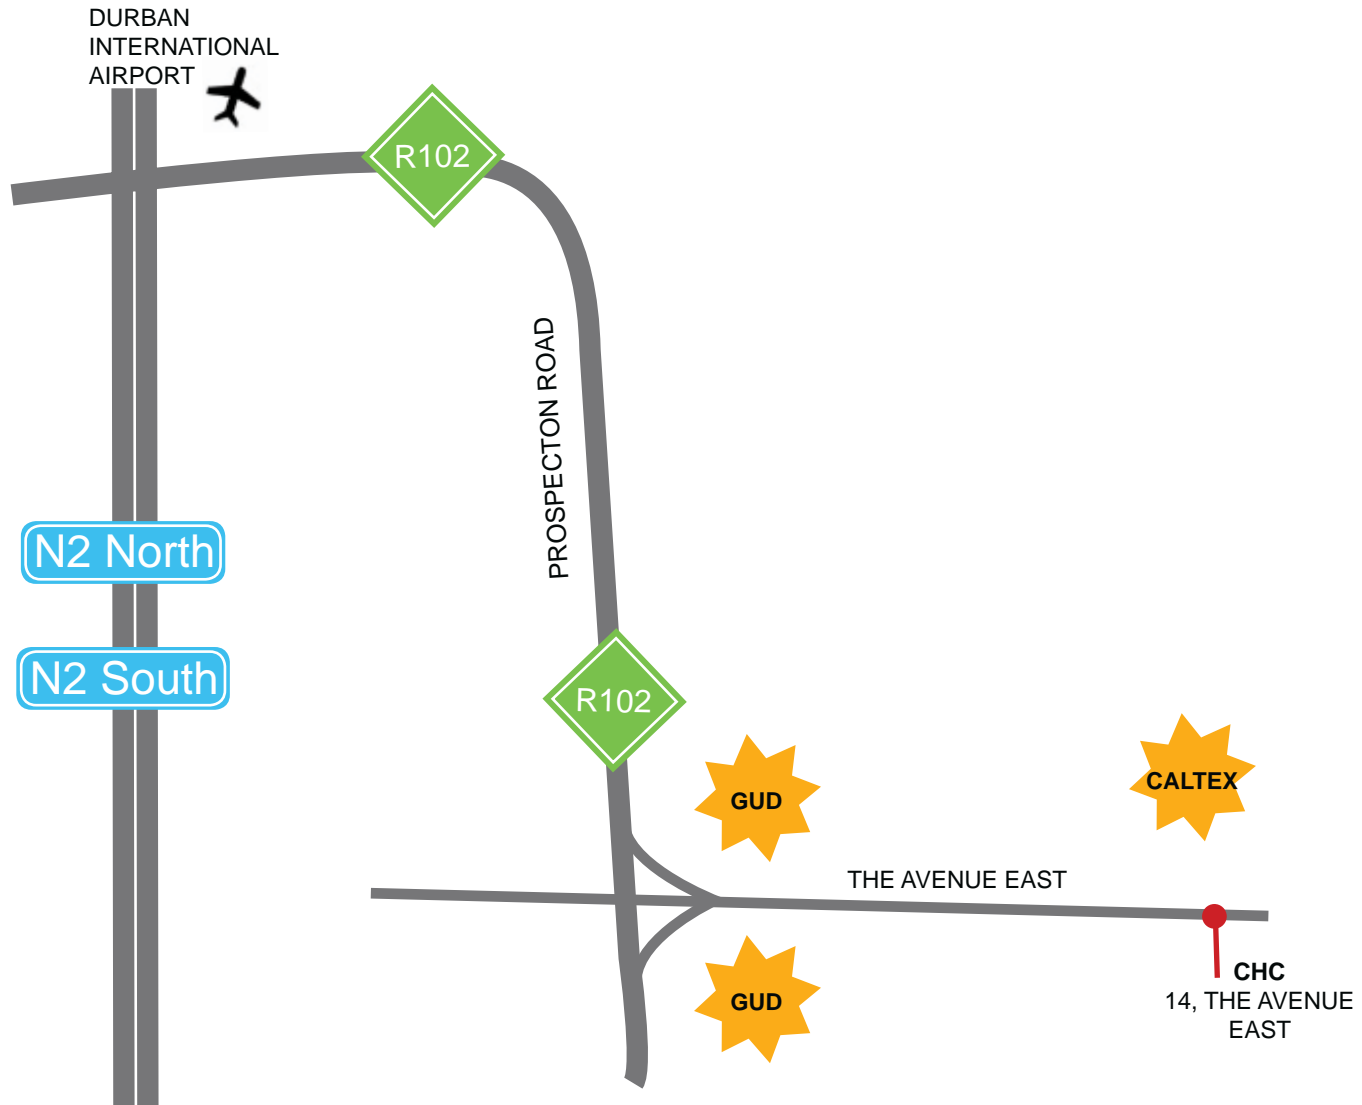 DURBAN
INTERNATIONAL
AIRPORT
R102
PROSPECTON ROAD
N2 North
N2 South
R102
GUD
CALTEX
THE AVENUE EAST
GUD
CHC
14, THE AVENUE
EAST